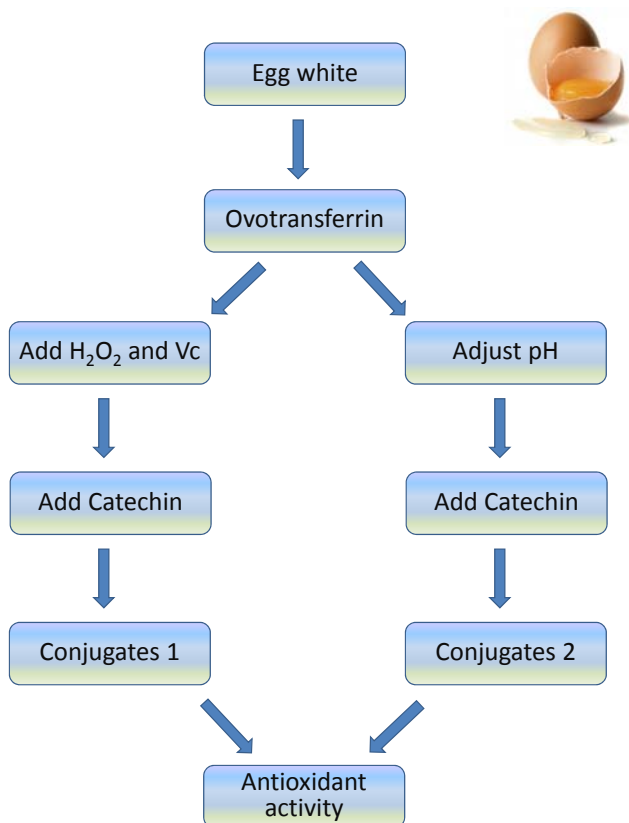 Egg white
Ovotransferrin
Add H₂O₂ and Vc
Adjust pH
Add Catechin
Add Catechin
Conjugates 1
Conjugates 2
Antioxidant
activity